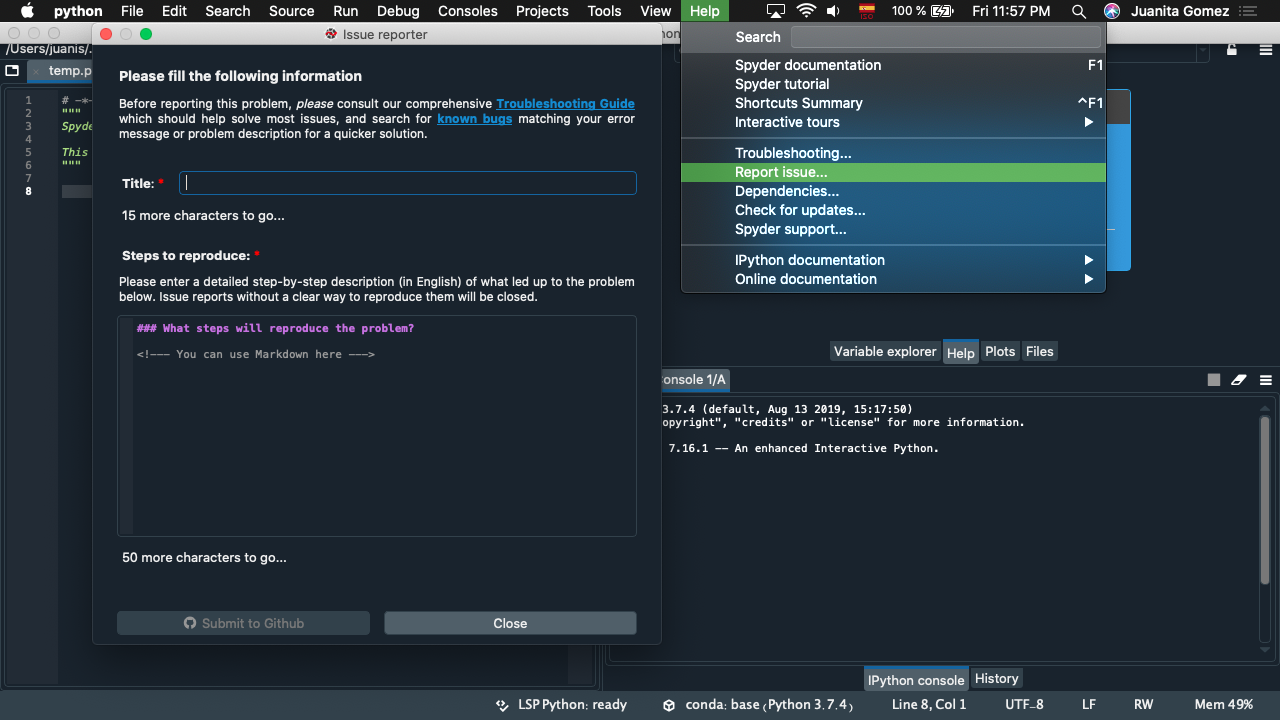 python File Edit Search Source Run Debug Consoles Projects Tools View Help 100 % Fri 11:57 PM Juanita Gomez
/Users/juanis/.
temp.p
1 # -*-
2 """
3 Spyde
4
5 This
6 """
7
8
Issue reporter
Please fill the following information
Before reporting this problem, please consult our comprehensive Troubleshooting Guide
which should help solve most issues, and search for known bugs matching your error
message or problem description for a quicker solution.
Title: *
15 more characters to go...
Steps to reproduce: *
Please enter a detailed step-by-step description (in English) of what led up to the problem
below. Issue reports without a clear way to reproduce them will be closed.
### What steps will reproduce the problem?
<!--- You can use Markdown here --->
50 more characters to go...
Submit to Github
Close
Search
Spyder documentation F1
Spyder tutorial
Shortcuts Summary ^F1
Interactive tours
Troubleshooting...
Report issue...
Dependencies...
Check for updates...
Spyder support...
IPython documentation
Online documentation
Variable explorer Help Plots Files
onsole 1/A
3.7.4 (default, Aug 13 2019, 15:17:50)
opyright", "credits" or "license" for more information.
7.16.1 -- An enhanced Interactive Python.
IPython console History
LSP Python: ready conda: base (Python 3.7.4) Line 8, Col 1 UTF-8 LF RW Mem 49%